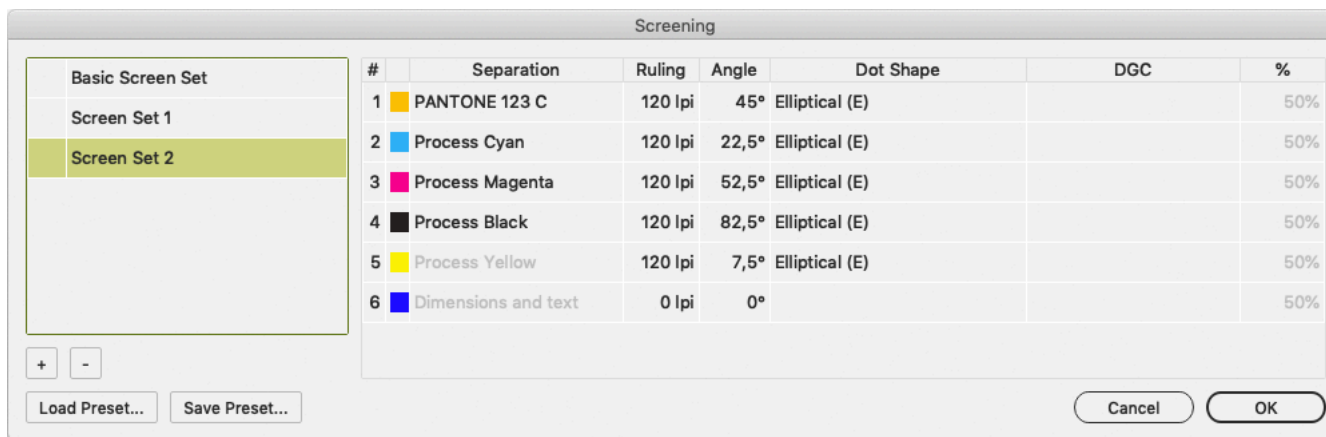 Screening
Basic Screen Set
Screen Set 1
Screen Set 2
+ -
Load Preset... Save Preset...
# Separation Ruling Angle Dot Shape DGC %
1 PANTONE 123 C 120 lpi 45° Elliptical (E) 50%
2 Process Cyan 120 lpi 22,5° Elliptical (E) 50%
3 Process Magenta 120 lpi 52,5° Elliptical (E) 50%
4 Process Black 120 lpi 82,5° Elliptical (E) 50%
5 Process Yellow 120 lpi 7,5° Elliptical (E) 50%
6 Dimensions and text 0 lpi 0° 50%
Cancel OK